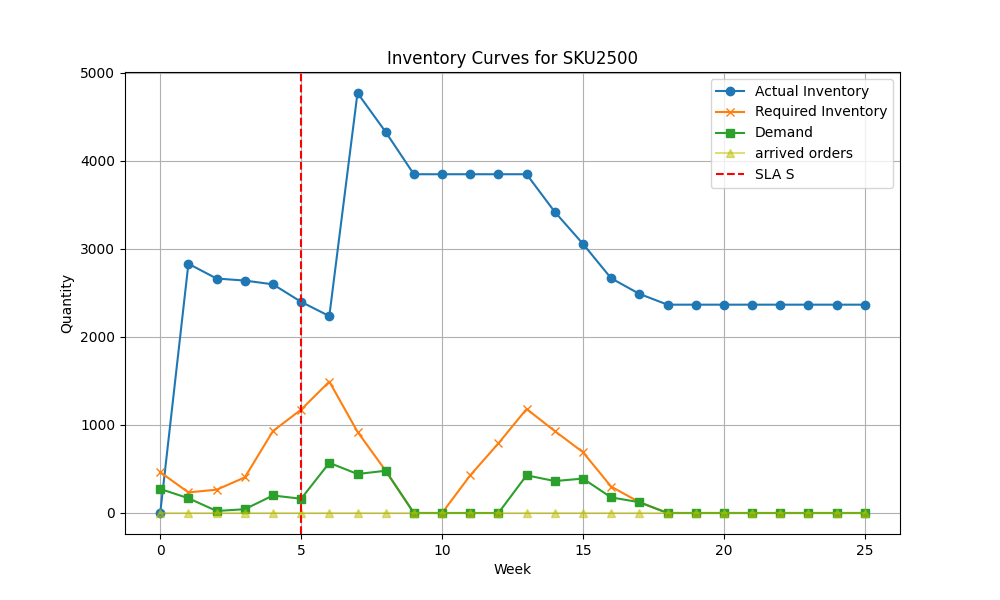 Inventory Curves for SKU2500
Actual Inventory
Required Inventory
Demand
arrived orders
SLA S
Quantity
5000
4000
3000
2000
1000
0
0 5 10 15 20 25
Week